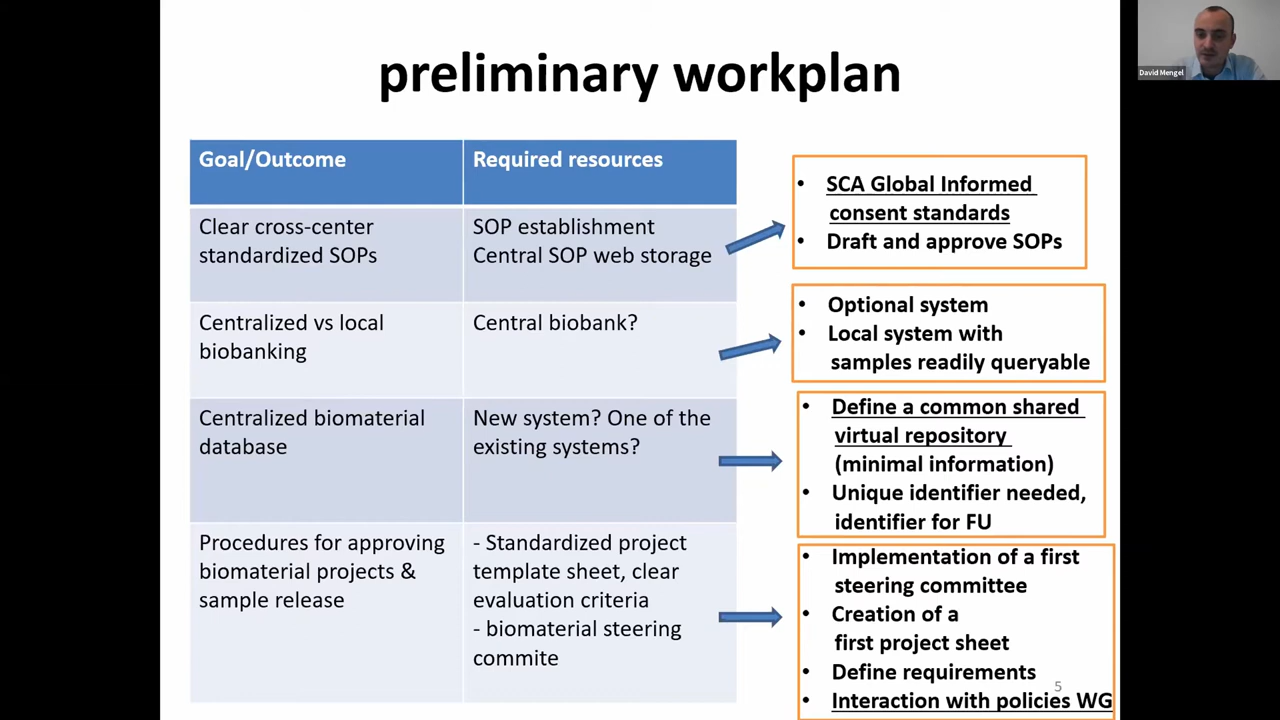 preliminary workplan
David Mengel
Goal/Outcome
Required resources
Clear cross-center
standardized SOPs
SOP establishment
Central SOP web storage
• SCA Global Informed
consent standards
• Draft and approve SOPs
Centralized vs local
biobanking
Central biobank?
• Optional system
• Local system with
samples readily queryable
Centralized biomaterial
database
New system? One of the
existing systems?
• Define a common shared
virtual repository
(minimal information)
• Unique identifier needed,
identifier for FU
Procedures for approving
biomaterial projects &
sample release
- Standardized project
template sheet, clear
evaluation criteria
- biomaterial steering
commite
• Implementation of a first
steering committee
• Creation of a
first project sheet
• Define requirements
• Interaction with policies WG
5